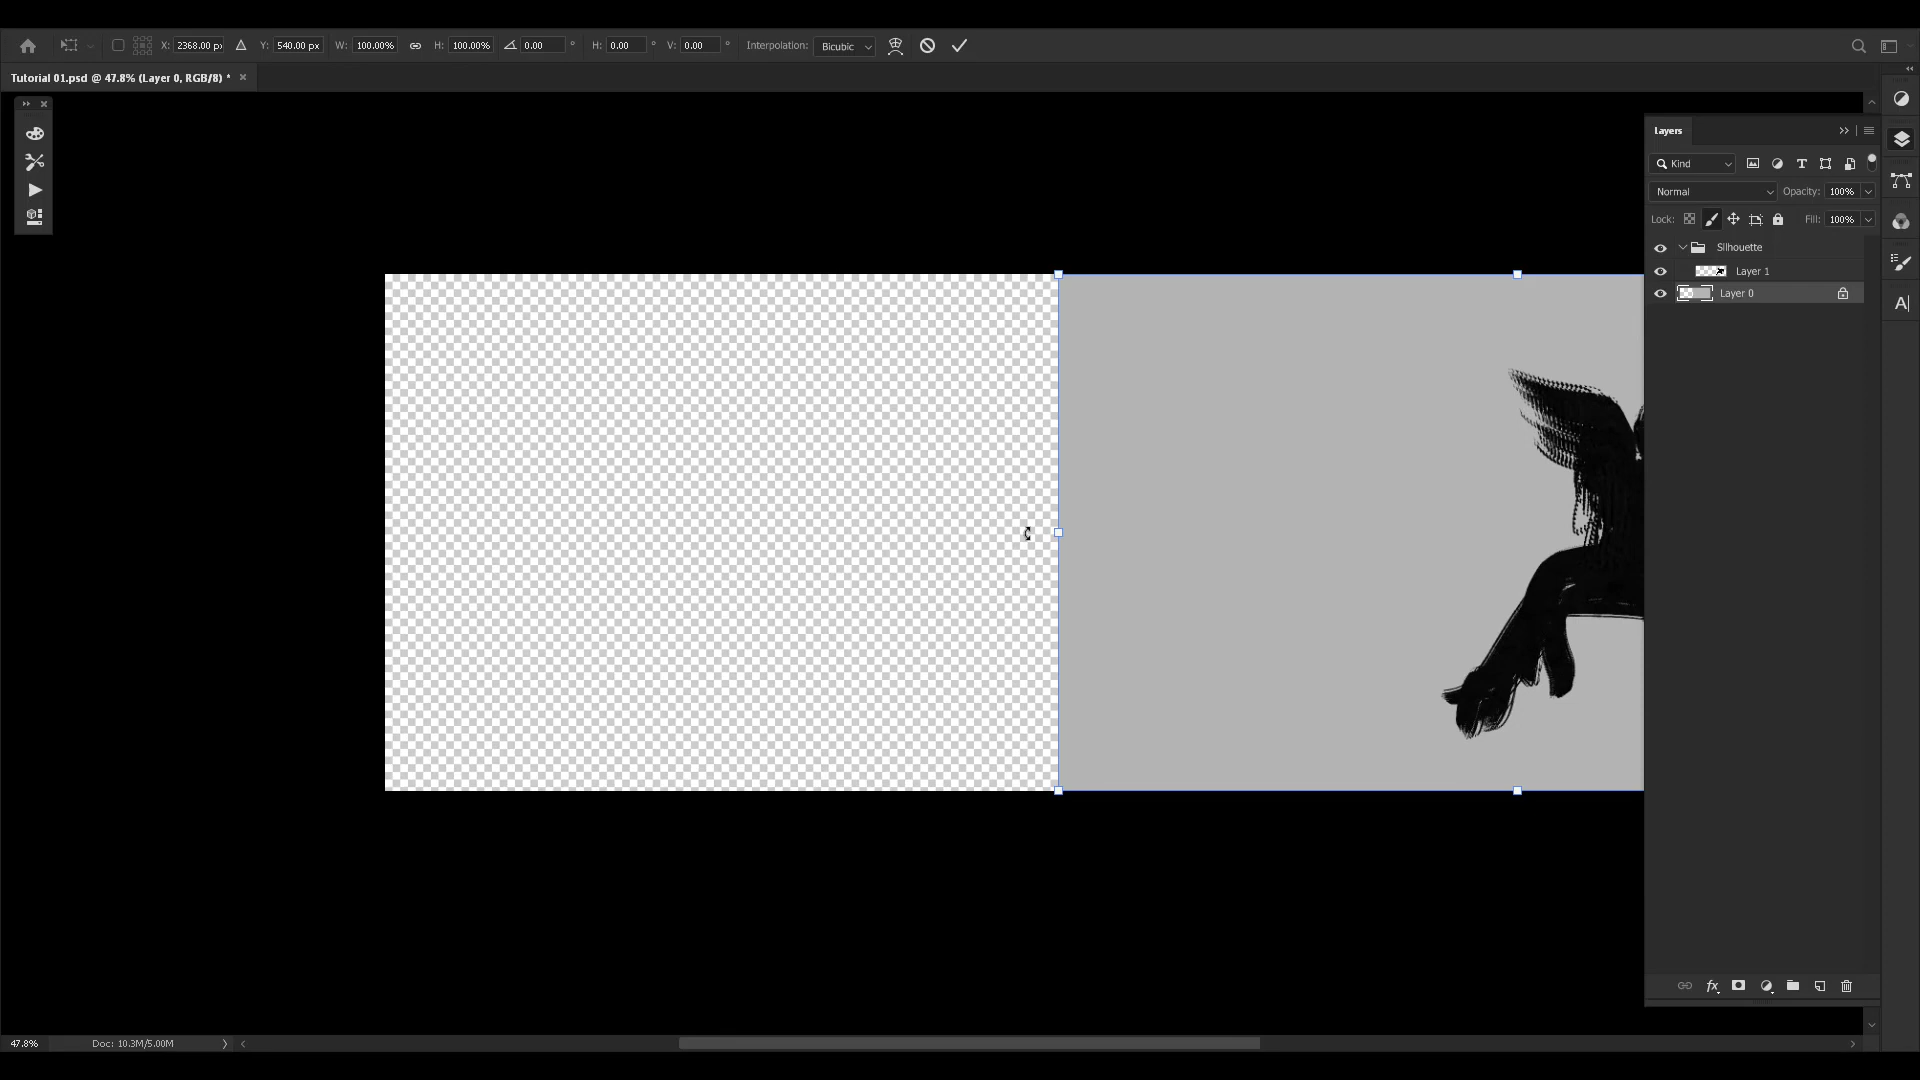 X: 2368.00 px Y: 540.00 px W: 100.00% H: 100.00% 0.00 ° H: 0.00 ° V: 0.00 ° Interpolation: Bicubic
Tutorial 01.psd @ 47.8% (Layer 0, RGB/8) *
Layers
Kind
Normal Opacity: 100%
Lock: Fill: 100%
Silhouette
Layer 1
Layer 0
fx
47.8% Doc: 10.3M/5.00M